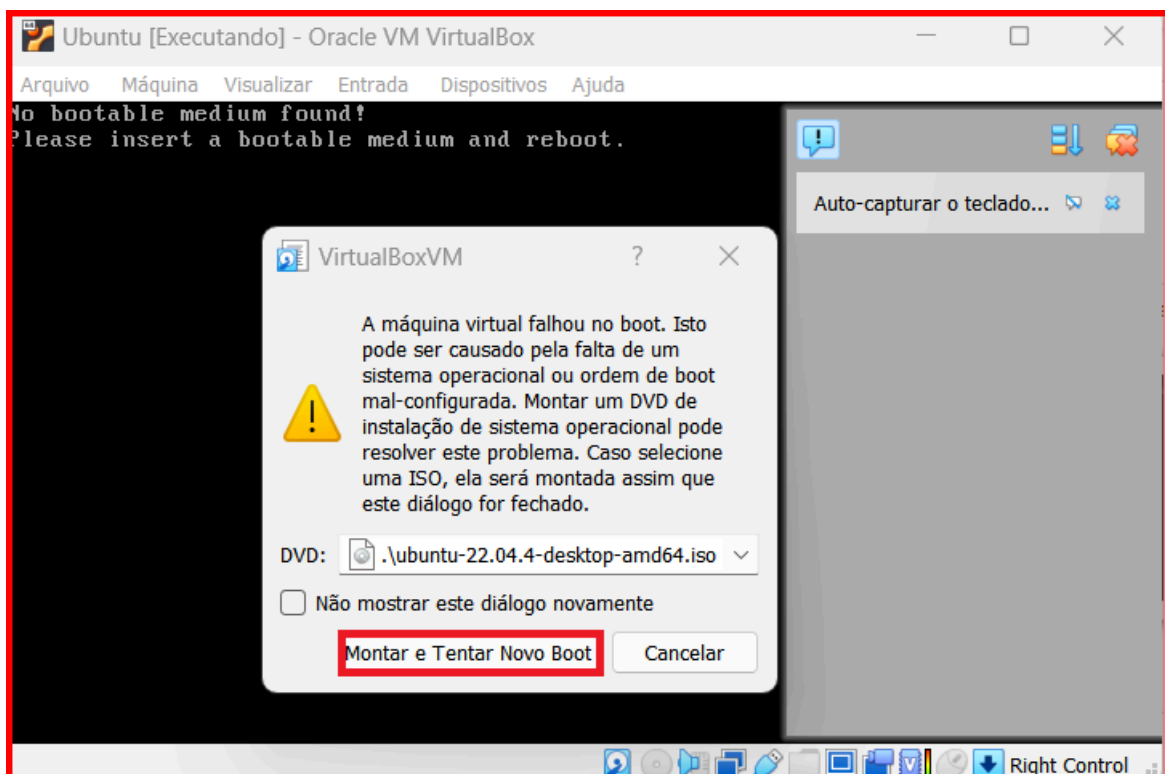 Ubuntu [Executando] - Oracle VM VirtualBox
Arquivo Máquina Visualizar Entrada Dispositivos Ajuda
No bootable medium found!
Please insert a bootable medium and reboot.
Auto-capturar o teclado...
VirtualBoxVM
A máquina virtual falhou no boot. Isto
pode ser causado pela falta de um
sistema operacional ou ordem de boot
mal-configurada. Montar um DVD de
instalação de sistema operacional pode
resolver este problema. Caso selecione
uma ISO, ela será montada assim que
este diálogo for fechado.
DVD: .\ubuntu-22.04.4-desktop-amd64.iso
Não mostrar este diálogo novamente
Montar e Tentar Novo Boot Cancelar
Right Control